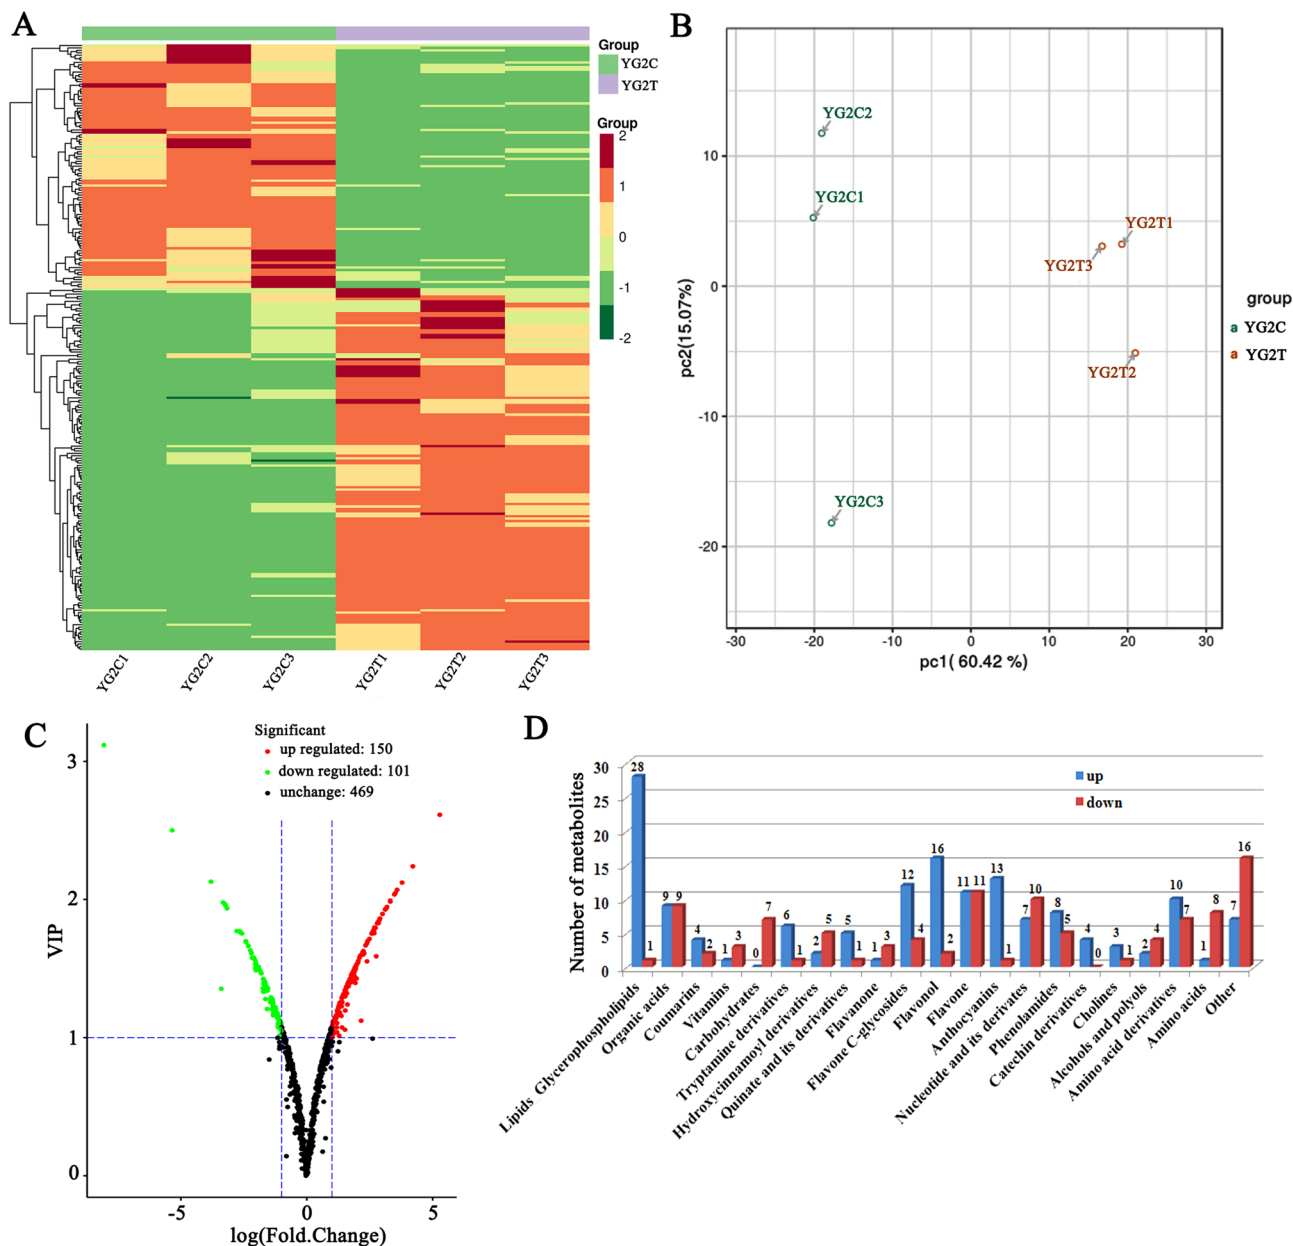 A
Group
YG2C
YG2T
Group
2
1
0
-1
-2
YG2C1
YG2C2
YG2C3
YG2T1
YG2T2
YG2T3
B
YG2C2
YG2C1
YG2T1
YG2T3
YG2T2
YG2C3
10
0
-10
-20
pc2(15.07%)
-30
-20
-10
0
10
20
30
pc1( 60.42 %)
group
a YG2C
a YG2T
C
Significant
up regulated: 150
down regulated: 101
unchange: 469
3
2
1
0
VIP
-5
0
5
log(Fold.Change)
D
up
down
Number of metabolites
30
25
20
15
10
5
0
28
1
9
9
4
2
1
3
0
7
6
1
2
5
5
1
1
3
12
4
16
2
11
11
13
1
7
10
8
5
4
0
3
1
2
4
10
7
1
8
7
16
Lipids Glycerophospholipids
Organic acids
Coumarins
Vitamins
Carbohydrates
Tryptamine derivatives
Hydroxycinnamoyl derivatives
Quinate and its derivatives
Flavanone
Flavone C-glycosides
Flavonol
Flavone
Anthocyanins
Nucleotide and its derivates
Phenolamides
Catechin derivatives
Cholines
Alcohols and polyols
Amino acid derivatives
Amino acids
Other